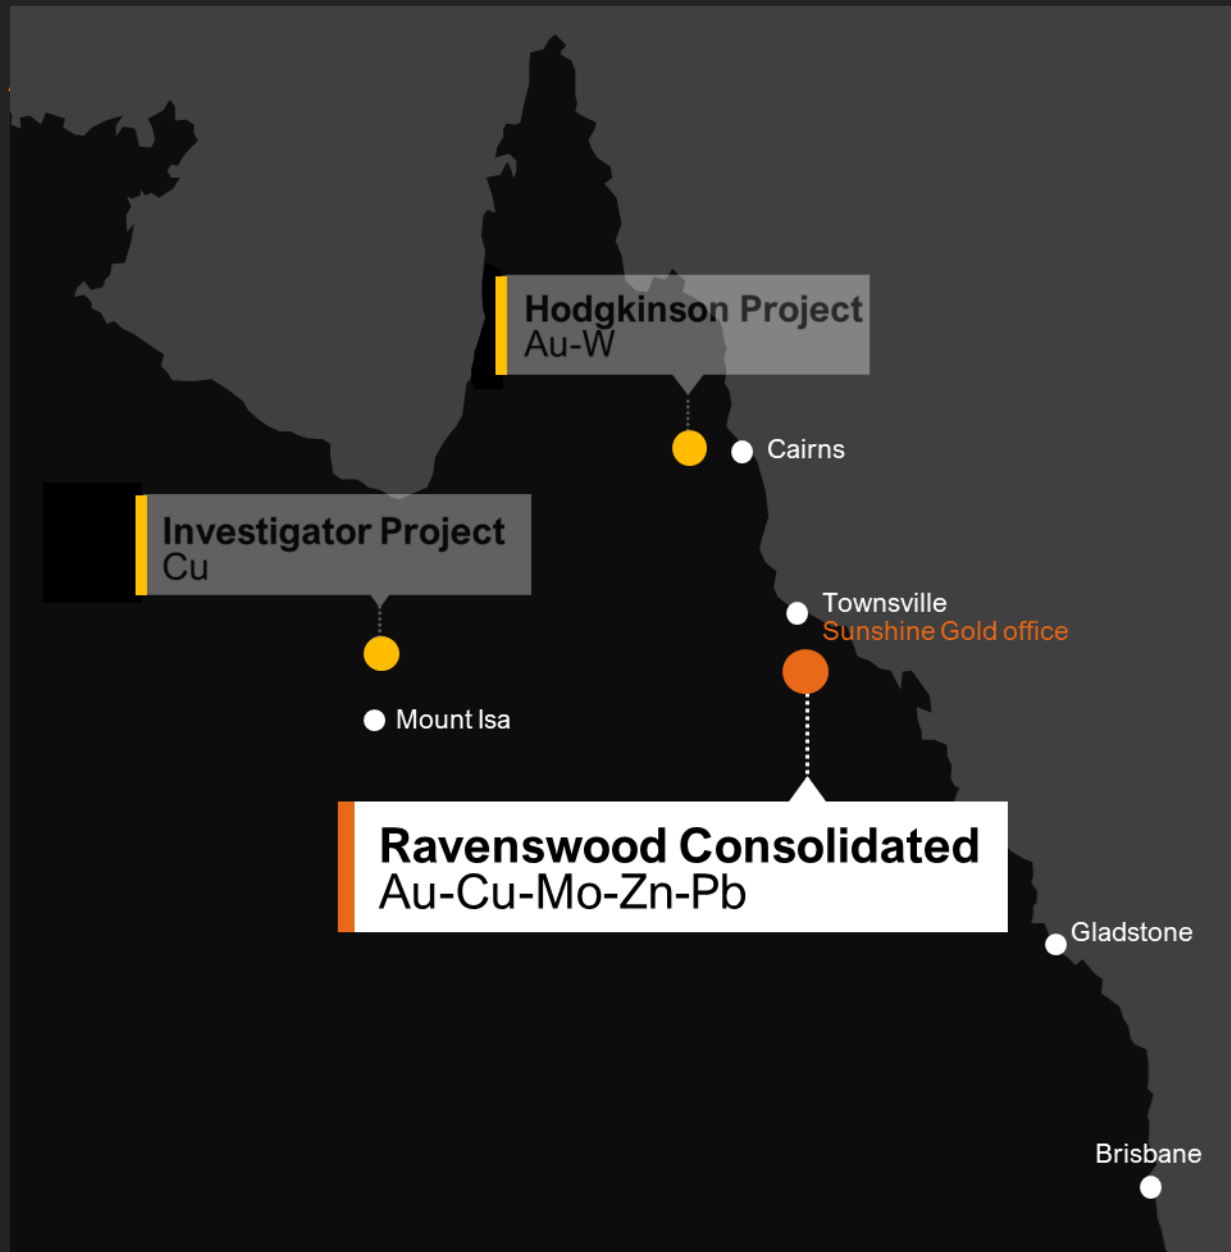 Hodgkinson Project
Au-W
Cairns
Investigator Project
Cu
Townsville
Sunshine Gold office
Mount Isa
Ravenswood Consolidated
Au-Cu-Mo-Zn-Pb
Gladstone
Brisbane